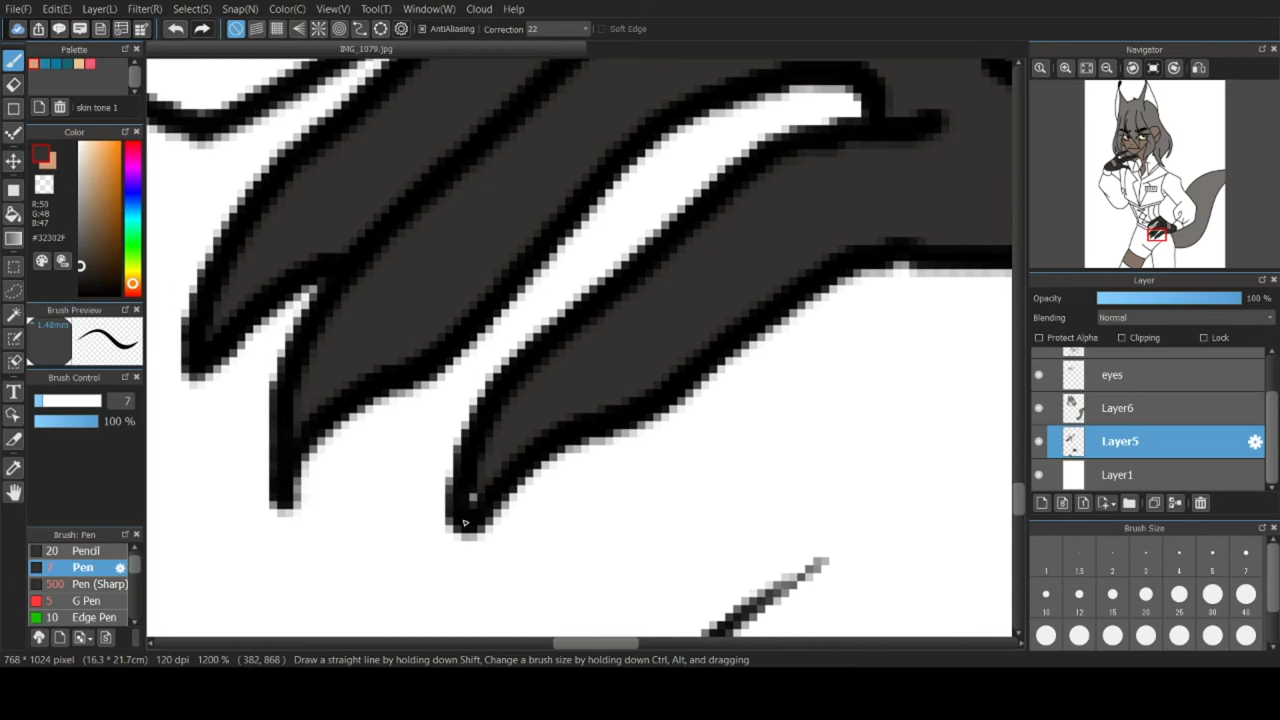 File(F) Edit(E) Layer(L) Filter(R) Select(S) Snap(N) Color(C) View(V) Tool(T) Window(W) Cloud Help
AntiAliasing Correction 22 Soft Edge
Palette
IMG_1079.jpg
Navigator
skin tone 1
Color
R:50
G:48
B:47
#32302F
Brush Preview
1.48mm
Brush Control
7
100 %
Layer
Opacity 100 %
Blending Normal
Protect Alpha Clipping Lock
eyes
Layer6
Layer5
Layer1
Brush: Pen
20 Pencil
7 Pen
500 Pen (Sharp)
5 G Pen
10 Edge Pen
Brush Size
1 1.5 2 3 4 5 7
10 12 15 20 25 30 40
768 * 1024 pixel (16.3 * 21.7cm) 120 dpi 1200 % ( 382, 868 ) Draw a straight line by holding down Shift, Change a brush size by holding down Ctrl, Alt, and dragging